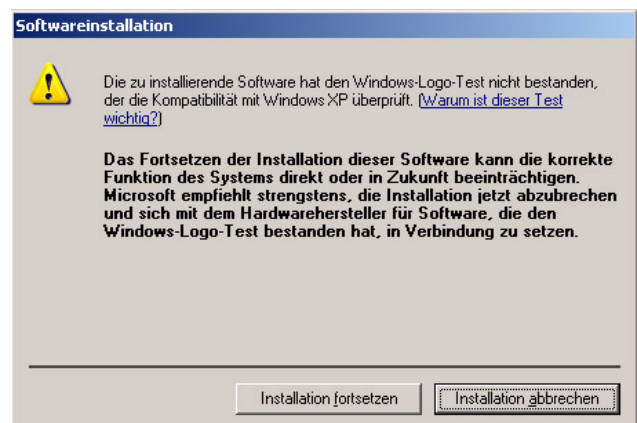 Softwareinstallation
Die zu installierende Software hat den Windows-Logo-Test nicht bestanden,
der die Kompatibilität mit Windows XP überprüft. (Warum ist dieser Test
wichtig?)
Das Fortsetzen der Installation dieser Software kann die korrekte
Funktion des Systems direkt oder in Zukunft beeinträchtigen.
Microsoft empfiehlt strengstens, die Installation jetzt abzubrechen
und sich mit dem Hardwarehersteller für Software, die den
Windows-Logo-Test bestanden hat, in Verbindung zu setzen.
Installation fortsetzen Installation abbrechen